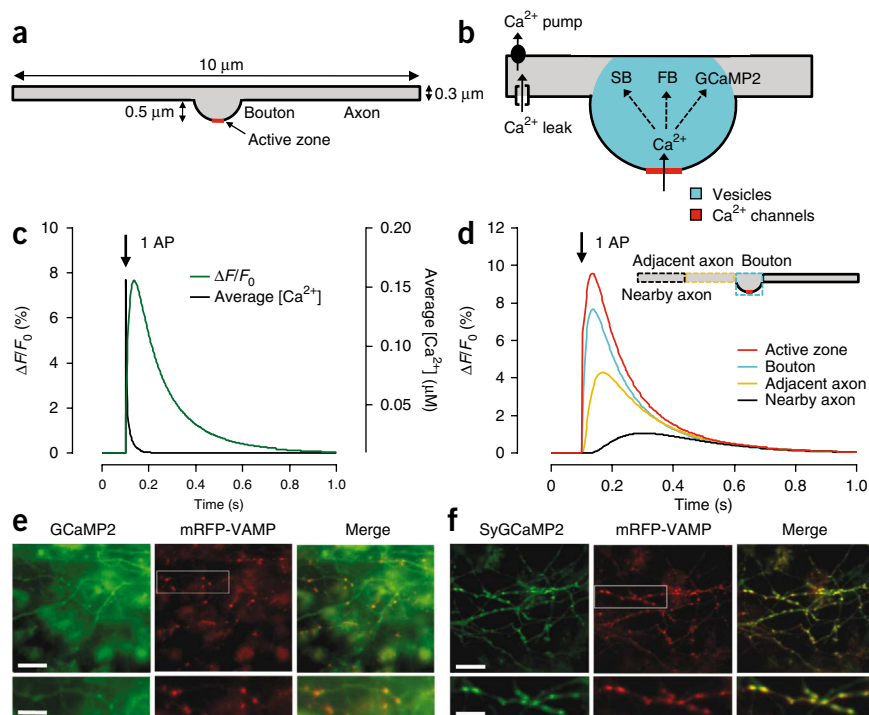 a
10 μm
0.5 μm
Bouton
Axon
0.3 μm
Active zone
b
Ca2+ pump
SB
FB
GCaMP2
Ca2+
Ca2+ leak
Vesicles
Ca2+ channels
c
10
8
6
4
2
0
ΔF/F0 (%)
1 AP
ΔF/F0
Average [Ca2+]
0.20
0.15
0.10
0.05
Average [Ca2+] (μM)
0
0.2
0.4
0.6
0.8
1.0
Time (s)
d
12
10
8
6
4
2
0
ΔF/F0 (%)
1 AP
Adjacent axon
Bouton
Nearby axon
Active zone
Bouton
Adjacent axon
Nearby axon
0
0.2
0.4
0.6
0.8
1.0
Time (s)
e
GCaMP2
mRFP-VAMP
Merge
f
SyGCaMP2
mRFP-VAMP
Merge